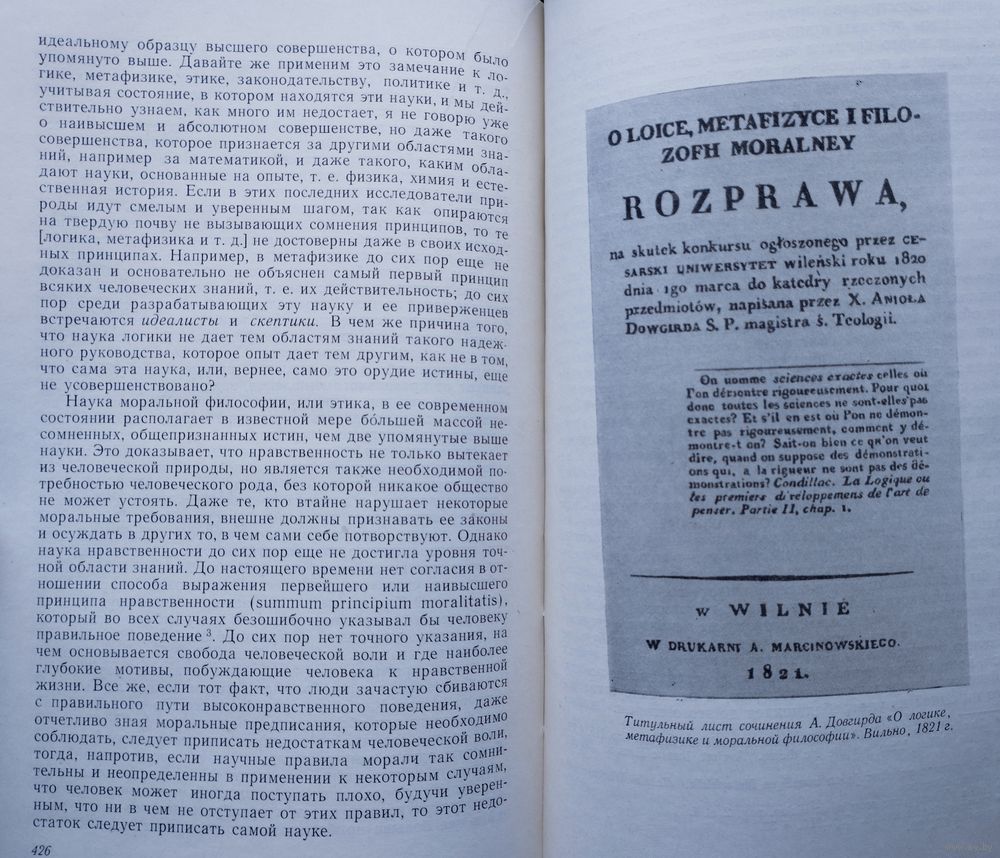 идеальному образцу высшего совершенства, о котором было
упомянуто выше. Давайте же применим это замечание к ло-
гике, метафизике, этике, законодательству, политике и т. д.,
учитывая состояние, в котором находятся эти науки, и мы дей-
ствительно узнаем, как много им недостает, я не говорю уже
о наивысшем и абсолютном совершенстве, но даже такого
совершенства, которое признается за другими областями зна-
ний, например за математикой, и даже такого, каким обла-
дают науки, основанные на опыте, т. е. физика, химия и есте-
ственная история. Если в этих последних исследователи при-
роды идут смелым и уверенным шагом, так как опираются
на твердую почву не вызывающих сомнения принципов, то те
[логика, метафизика и т. д.] не достоверны даже в своих исход-
ных принципах. Например, в метафизике до сих пор еще не
доказан и основательно не объяснен самый первый принцип
всяких человеческих знаний, т. е. их действительность; до сих
пор среди разрабатывающих эту науку и ее приверженцев
встречаются идеалисты и скептики. В чем же причина того,
что наука логики не дает тем областям знаний такого надеж-
ного руководства, которое опыт дает тем другим, как не в том,
что сама эта наука, или, вернее, само это орудие истины, еще
не усовершенствовано?
Наука моральной философии, или этика, в ее современном
состоянии располагает в известной мере бо́льшей массой не-
сомненных, общепризнанных истин, чем две упомянутые выше
науки. Это доказывает, что нравственность не только вытекает
из человеческой природы, но является также необходимой по-
требностью человеческого рода, без которой никакое общество
не может устоять. Даже те, кто втайне нарушает некоторые
моральные требования, внешне должны признавать ее законы
и осуждать в других то, в чем сами себе потворствуют. Однако
наука нравственности до сих пор еще не достигла уровня точ-
ной области знаний. До настоящего времени нет согласия в от-
ношении способа выражения первейшего или наивысшего
принципа нравственности (summum principium moralitatis),
который во всех случаях безошибочно указывал бы человеку
правильное поведение ³. До сих пор нет точного указания, на
чем основывается свобода человеческой воли и где наиболее
глубокие мотивы, побуждающие человека к нравственной
жизни. Все же, если тот факт, что люди зачастую сбиваются
с правильного пути высоконравственного поведения, даже
отчетливо зная моральные предписания, которые необходимо
соблюдать, следует приписать недостаткам человеческой воли,
тогда, напротив, если научные правила морали так сомни-
тельны и неопределенны в применении к некоторым случаям,
что человек может иногда поступать плохо, будучи уверен-
ным, что ни в чем не отступает от этих правил, то этот недо-
статок следует приписать самой науке.
426
O LOICE, METAFIZYCE I FILO-
ZOFII MORALNEY
ROZPRAWA,
na skutek konkursu ogłoszonego przez CE-
SARSKI UNIWERSYTET wileński roku 1820
dnia 1go marca do katedry rzeczonych
przedmiotów, napisana przez X. ANIOŁA
DOWGIRDA S. P. magistra ś. Teologii.
On nomme sciences exactes celles où
l'on démontre rigoureusement. Pour quoi
donc toutes les sciences ne sont-elles pas
exactes? Et s'il en est où l'on ne démon-
tre pas rigoureusement, comment y dé-
montre-t on? Sait-on bien ce qu'on veut
dire, quand on suppose des démonstrati-
ons qui, a la rigueur ne sont pas des dé-
monstrations? Condillac. La Logique ou
les premiers développemens de l'art de
penser. Partie II, chap. 1.
W WILNIE
W DRUKARNI A. MARCINOWSKIEGO.
1821.
Титульный лист сочинения А. Довгирда «О логике,
метафизике и моральной философии». Вильно, 1821 г.